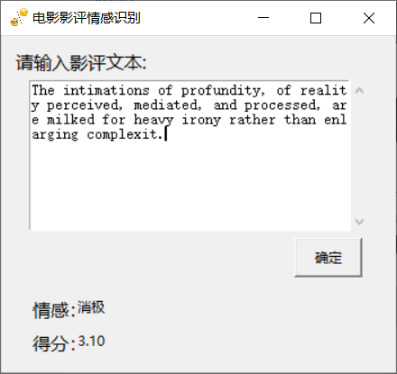 电影影评情感识别
请输入影评文本:
The intimations of profundity, of realit
y perceived, mediated, and processed, ar
e milked for heavy irony rather than enl
arging complexit.
确定
情感:消极
得分:3.10